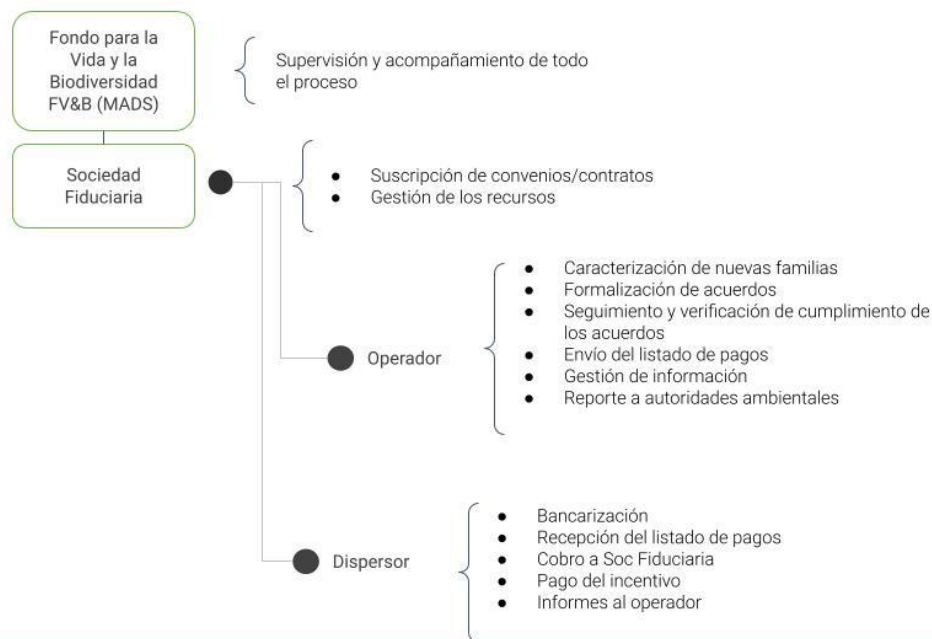 Fondo para la
Vida y la
Biodiversidad
FV&B (MADS)
Supervisión y acompañamiento de todo
el proceso
Sociedad
Fiduciaria
Suscripción de convenios/contratos
Gestión de los recursos
Operador
Caracterización de nuevas familias
Formalización de acuerdos
Seguimiento y verificación de cumplimiento de
los acuerdos
Envío del listado de pagos
Gestión de información
Reporte a autoridades ambientales
Dispersor
Bancarización
Recepción del listado de pagos
Cobro a Soc Fiduciaria
Pago del incentivo
Informes al operador